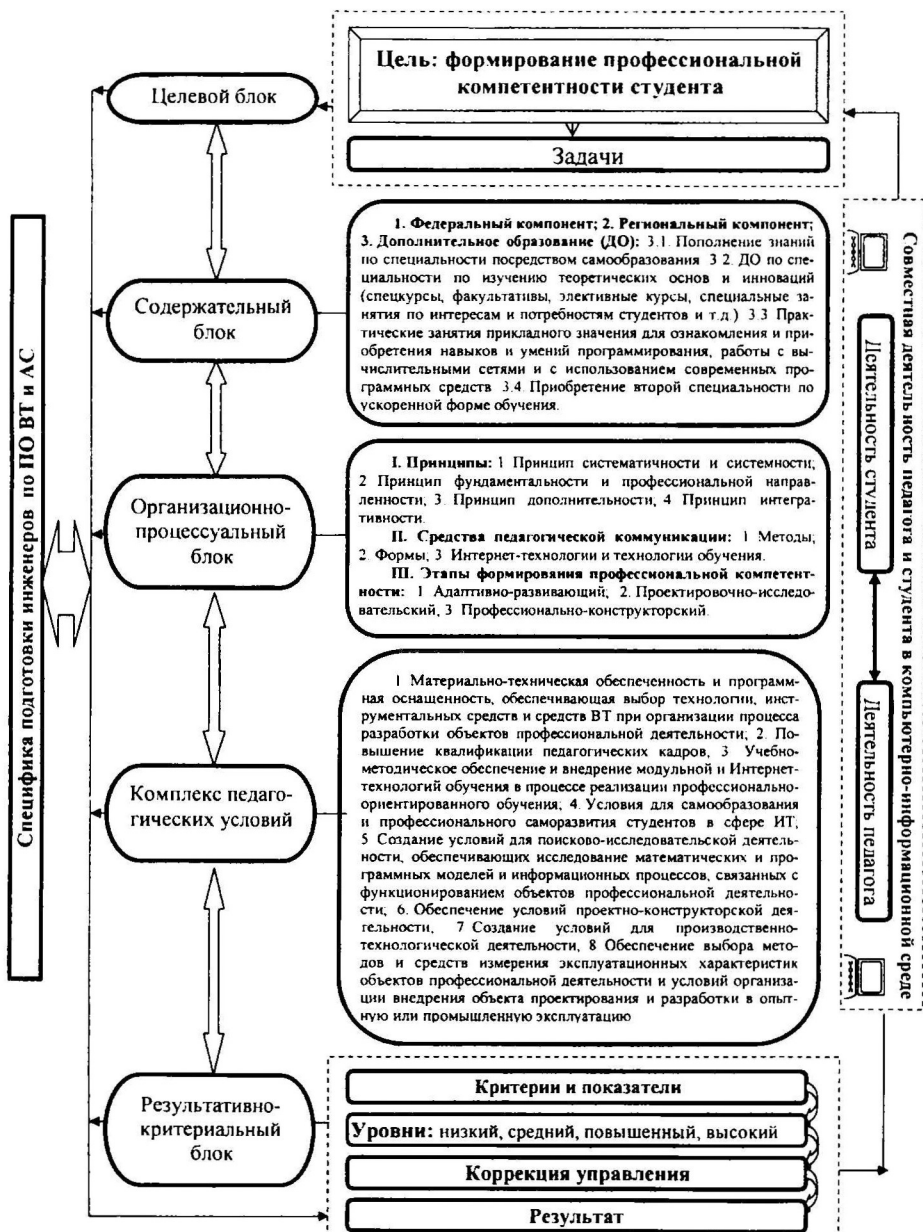 Цель: формирование профессиональной
компетентности студента
Задачи
Целевой блок
1. Федеральный компонент; 2. Региональный компонент;
3. Дополнительное образование (ДО): 3.1. Пополнение знаний
по специальности посредством самообразования 3 2. ДО по спе-
циальности по изучению теоретических основ и инноваций
(спецкурсы, факультативы, элективные курсы, специальные за-
нятия по интересам и потребностям студентов и т.д.) 3.3 Прак-
тические занятия прикладного значения для ознакомления и при-
обретения навыков и умений программирования, работы с вы-
числительными сетями и с использованием современных про-
граммных средств 3.4. Приобретение второй специальности по
ускоренной форме обучения.
Содержательный
блок
I. Принципы: 1 Принцип систематичности и системности;
2 Принцип фундаментальности и профессиональной направ-
ленности; 3. Принцип дополнительности; 4 Принцип интегра-
тивности.
II. Средства педагогической коммуникации: 1 Методы;
2. Формы; 3 Интернет-технологии и технологии обучения.
III. Этапы формирования профессиональной компетент-
ности: 1 Адаптивно-развивающий; 2. Проектировочно-иссле-
довательский, 3 Профессионально-конструкторский.
Организационно-
процессуальный
блок
1 Материально-техническая обеспеченность и программ-
ная оснащенность, обеспечивающая выбор технологии, инс-
трументальных средств и средств ВТ при организации процесса
разработки объектов профессиональной деятельности; 2. По-
вышение квалификации педагогических кадров, 3 Учебно-
методическое обеспечение и внедрение модульной и Интернет-
технологий обучения в процессе реализации профессионально-
ориентированного обучения; 4. Условия для самообразования
и профессионального саморазвития студентов в сфере ИТ;
5 Создание условий для поисково-исследовательской деятель-
ности, обеспечивающих исследование математических и про-
граммных моделей и информационных процессов, связанных с
функционированием объектов профессиональной деятельно-
сти; 6. Обеспечение условий проектно-конструкторской дея-
тельности, 7 Создание условий для производственно-
технологической деятельности, 8 Обеспечение выбора мето-
дов и средств измерения эксплуатационных характеристик
объектов профессиональной деятельности и условий организа-
ции внедрения объекта проектирования и разработки в опыт-
ную или промышленную эксплуатацию
Комплекс педаго-
гических условий
Результативно-
критериальный
блок
Критерии и показатели
Уровни: низкий, средний, повышенный, высокий
Коррекция управления
Результат
Специфика подготовки инженеров по ПО ВТ и АС
Деятельность студента
Деятельность педагога
Совместная деятельность педагога и студента в компьютерно-информационной среде